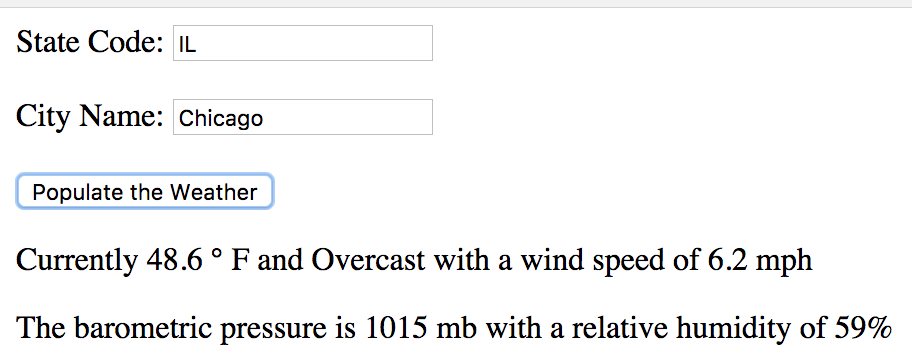 State Code: IL
City Name: Chicago
Populate the Weather
Currently 48.6 ° F and Overcast with a wind speed of 6.2 mph
The barometric pressure is 1015 mb with a relative humidity of 59%